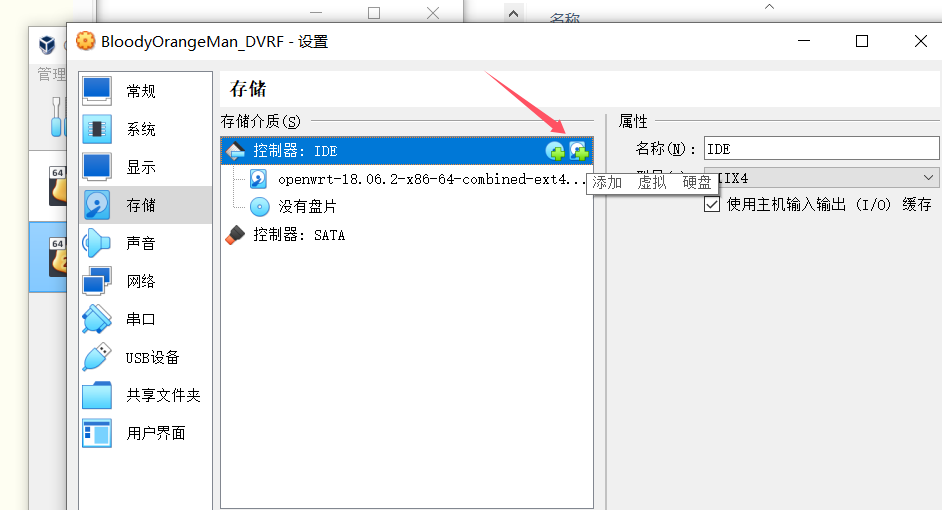 名称
BloodyOrangeMan_DVRF - 设置
管理
常规
系统
显示
存储
声音
网络
串口
USB设备
共享文件夹
用户界面
64
64
2
存储
存储介质(S)
控制器: IDE
openwrt-18.06.2-x86-64-combined-ext4...
没有盘片
控制器: SATA
添加 虚拟 硬盘
属性
名称(N): IDE
IIX4
使用主机输入输出 (I/O) 缓存